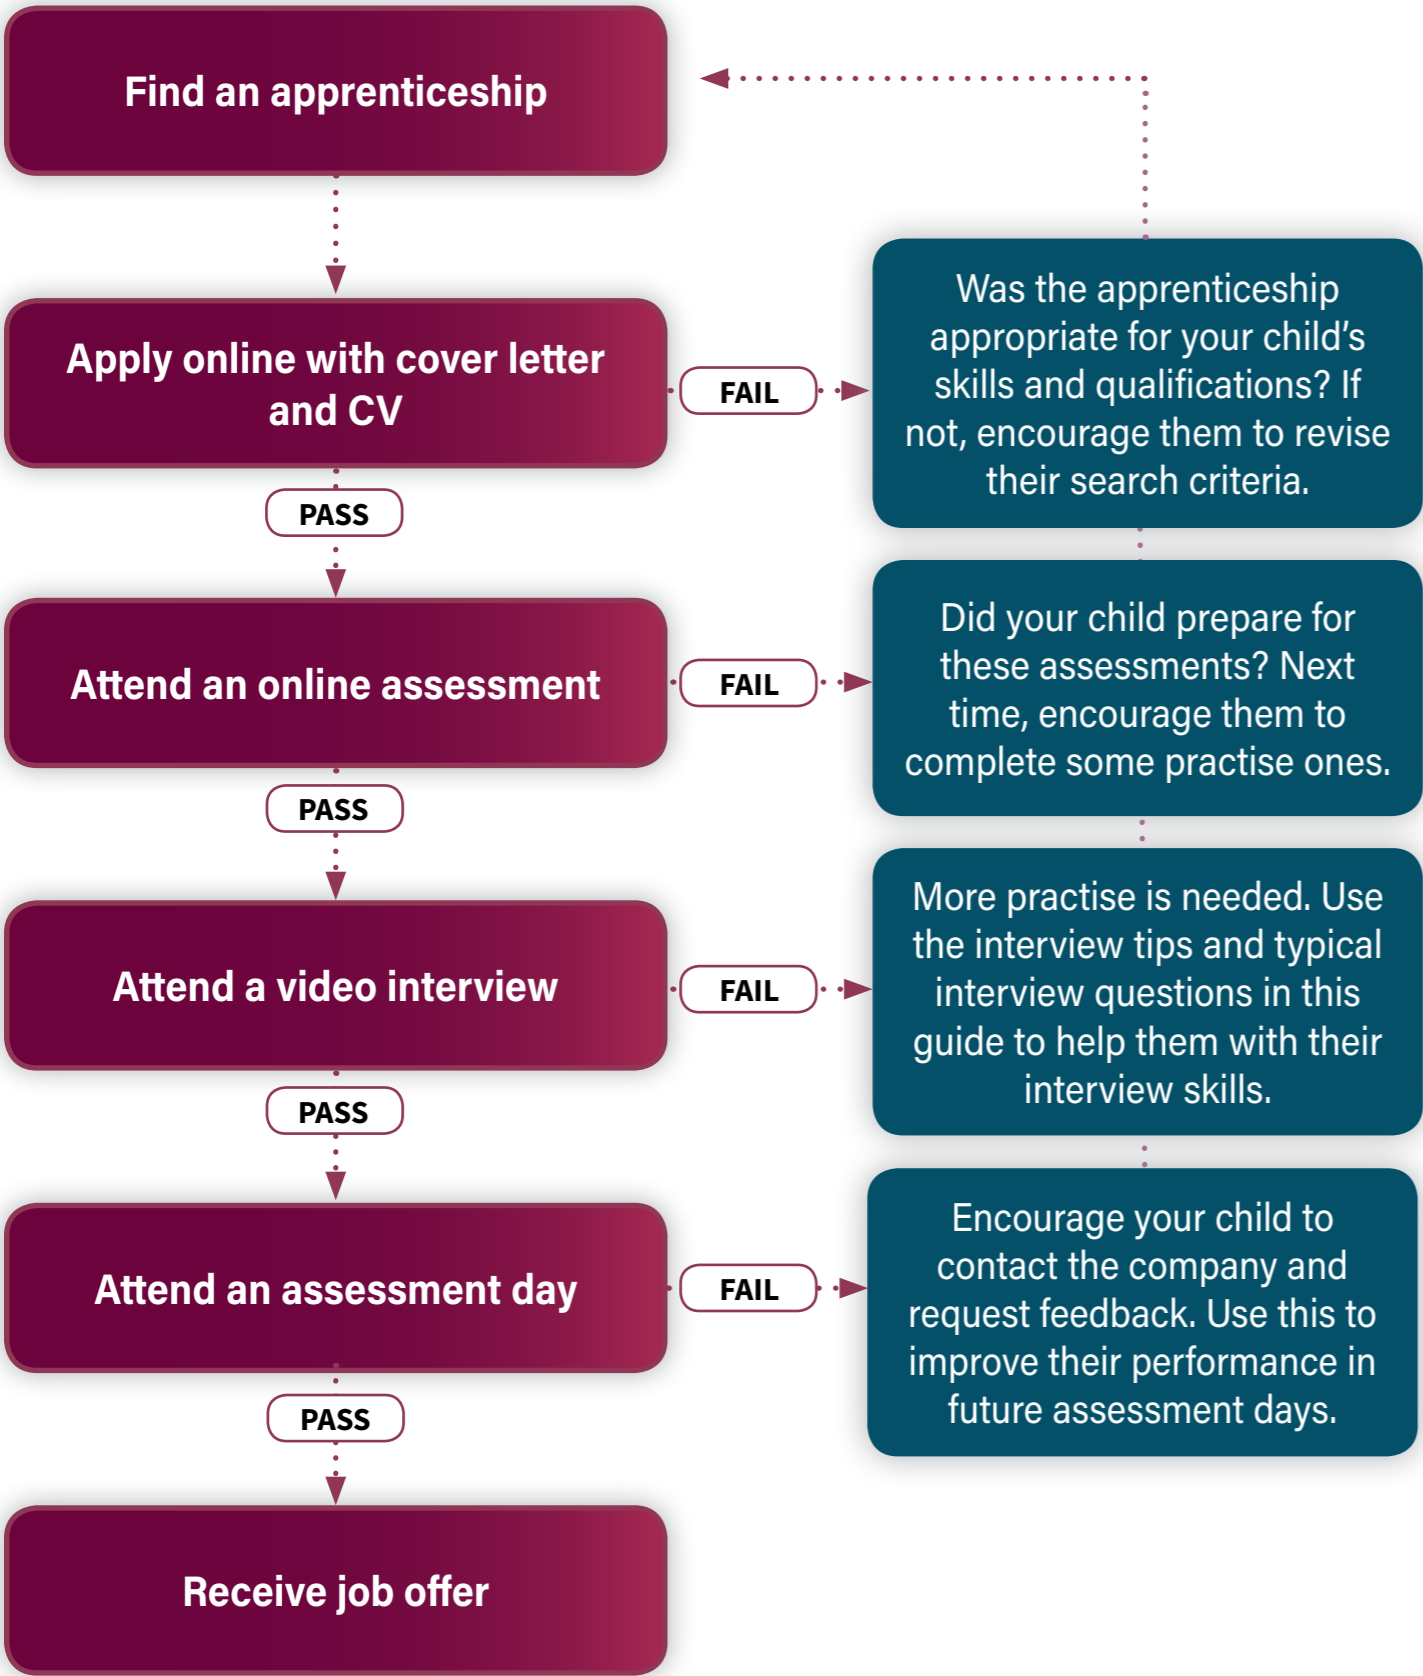 Find an apprenticeship
Apply online with cover letter
and CV
FAIL
Was the apprenticeship
appropriate for your child's
skills and qualifications? If
not, encourage them to revise
their search criteria.
PASS
Attend an online assessment
FAIL
Did your child prepare for
these assessments? Next
time, encourage them to
complete some practise ones.
PASS
Attend a video interview
FAIL
More practise is needed. Use
the interview tips and typical
interview questions in this
guide to help them with their
interview skills.
PASS
Attend an assessment day
FAIL
Encourage your child to
contact the company and
request feedback. Use this to
improve their performance in
future assessment days.
PASS
Receive job offer